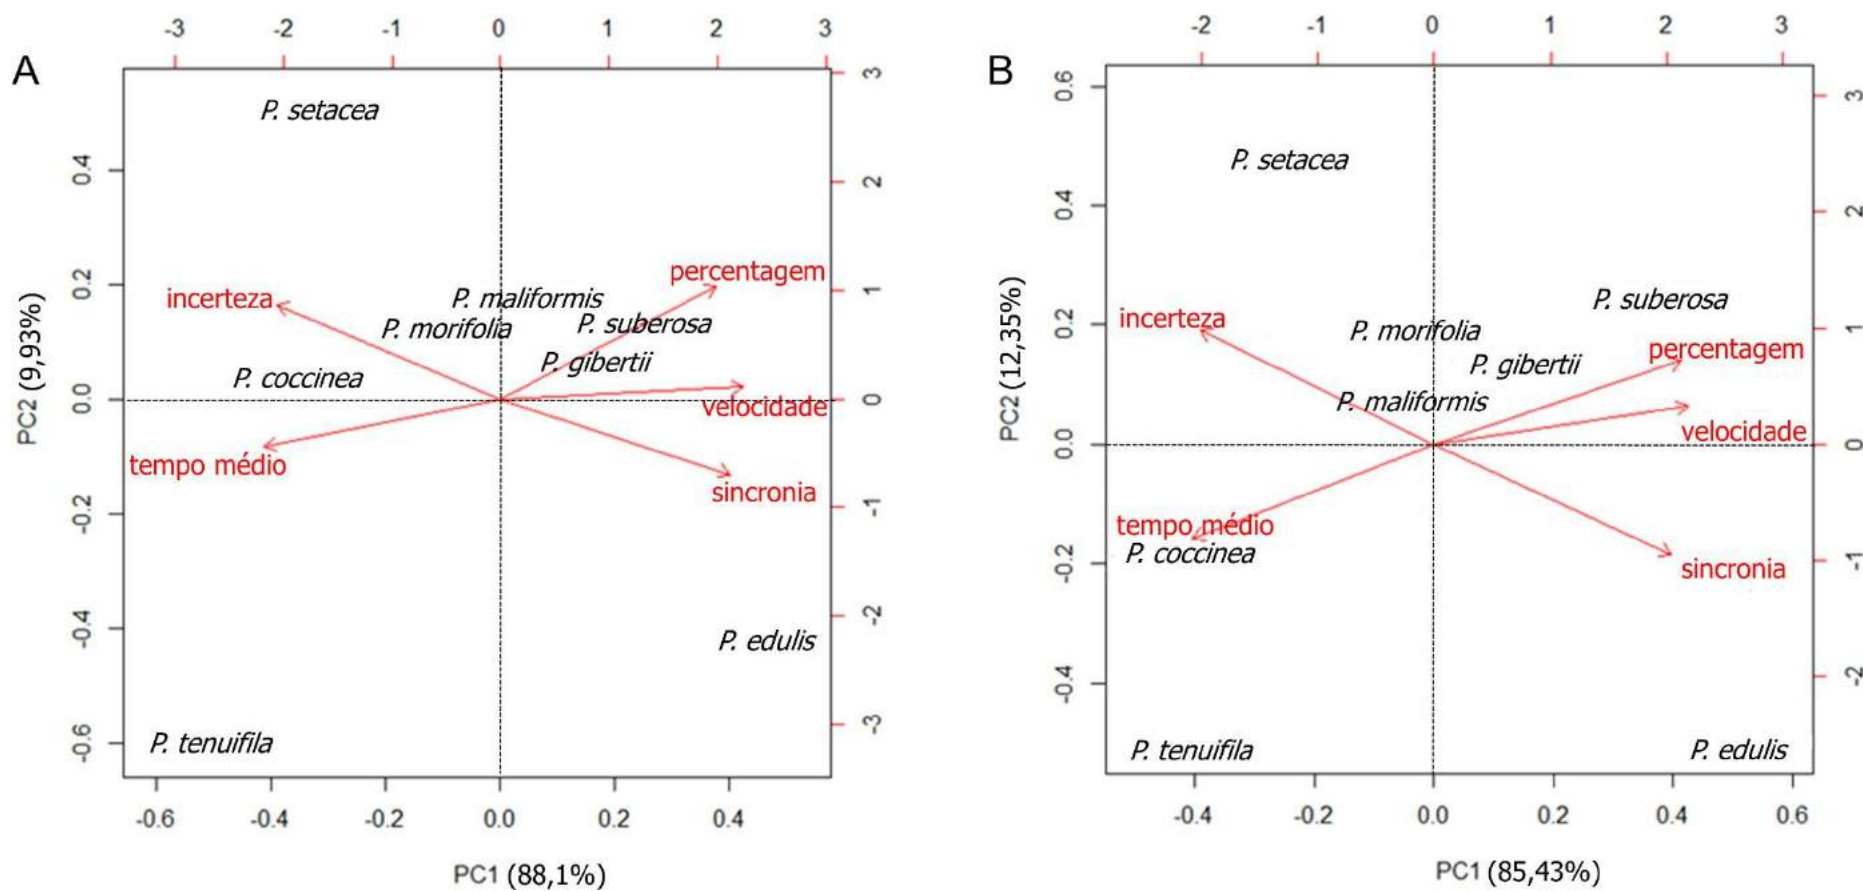 A
-3 -2 -1 0 1 2 3
P. setacea
percentagem
incerteza
P. maliformis
P. morifolia
P. suberosa
P. gibertii
P. coccinea
velocidade
tempo médio
sincronia
P. edulis
P. tenuifila
0.4
0.2
0.0
-0.2
-0.4
-0.6
PC2 (9,93%)
3
2
1
0
-1
-2
-3
-0.6 -0.4 -0.2 0.0 0.2 0.4
PC1 (88,1%)
B
-2 -1 0 1 2 3
P. setacea
P. suberosa
incerteza
P. morifolia
percentagem
P. gibertii
P. maliformis
velocidade
tempo médio
P. coccinea
sincronia
P. tenuifila
P. edulis
0.6
0.4
0.2
0.0
-0.2
-0.4
PC2 (12,35%)
3
2
1
0
-1
-2
-0.4 -0.2 0.0 0.2 0.4 0.6
PC1 (85,43%)